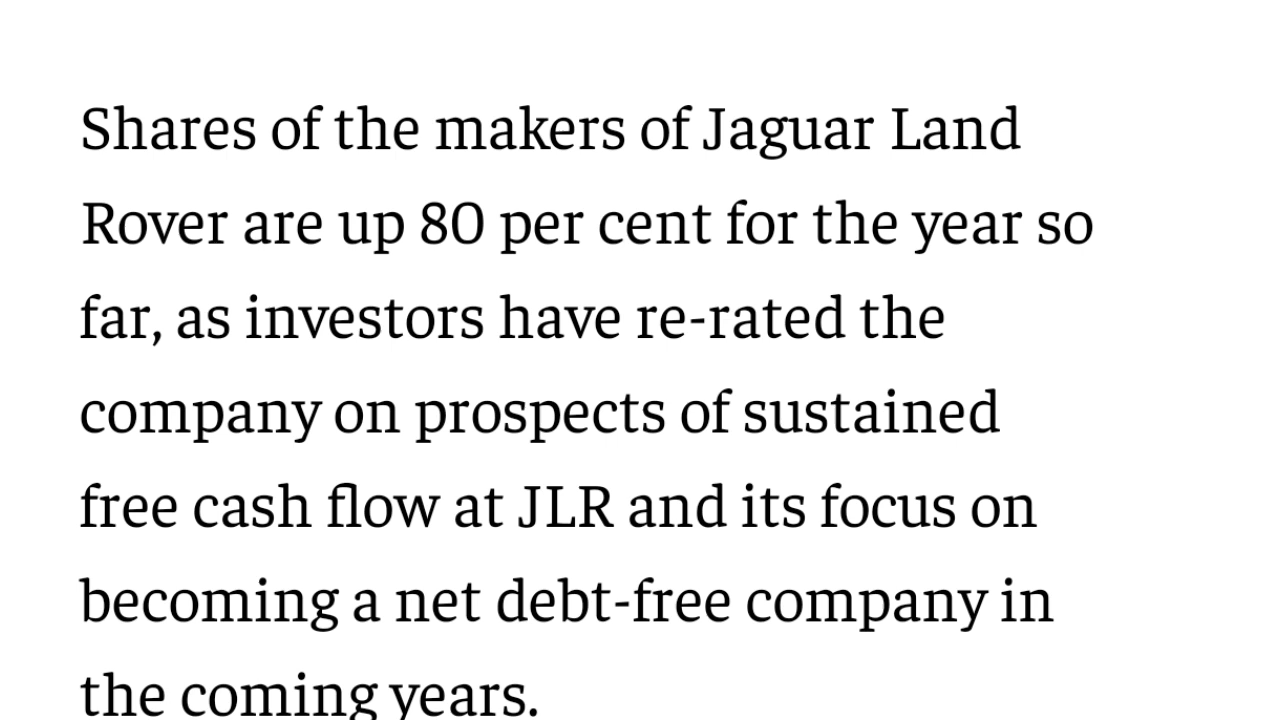 Shares of the makers of Jaguar Land
Rover are up 80 per cent for the year so
far, as investors have re-rated the
company on prospects of sustained
free cash flow at JLR and its focus on
becoming a net debt-free company in
the coming years.